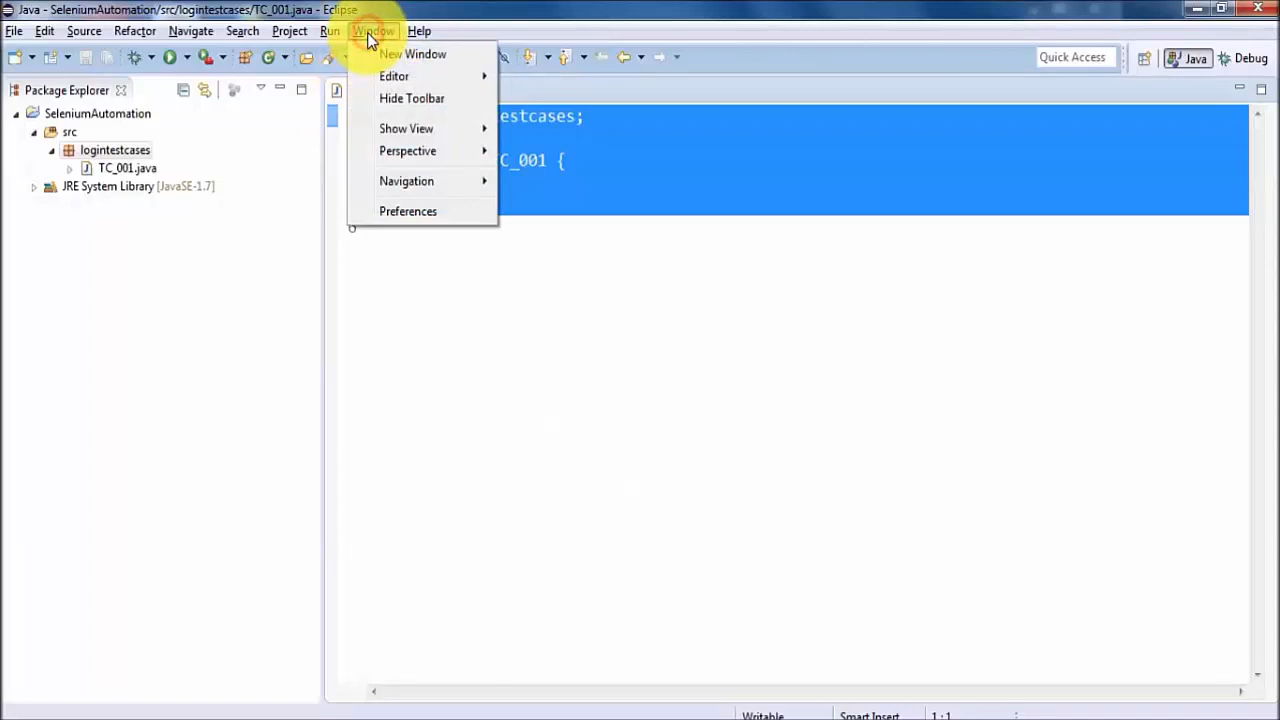 Java - SeleniumAutomation/src/logintestcases/TC_001.java - Eclipse
File Edit Source Refactor Navigate Search Project Run Window Help
New Window
Quick Access
Java
Debug
Package Explorer
Editor
Hide Toolbar
Show View
Perspective
Navigation
Preferences
SeleniumAutomation
src
logintestcases
TC_001.java
JRE System Library [JavaSE-1.7]
estcases;
C_001 {
Writable
Smart Insert
1 : 1